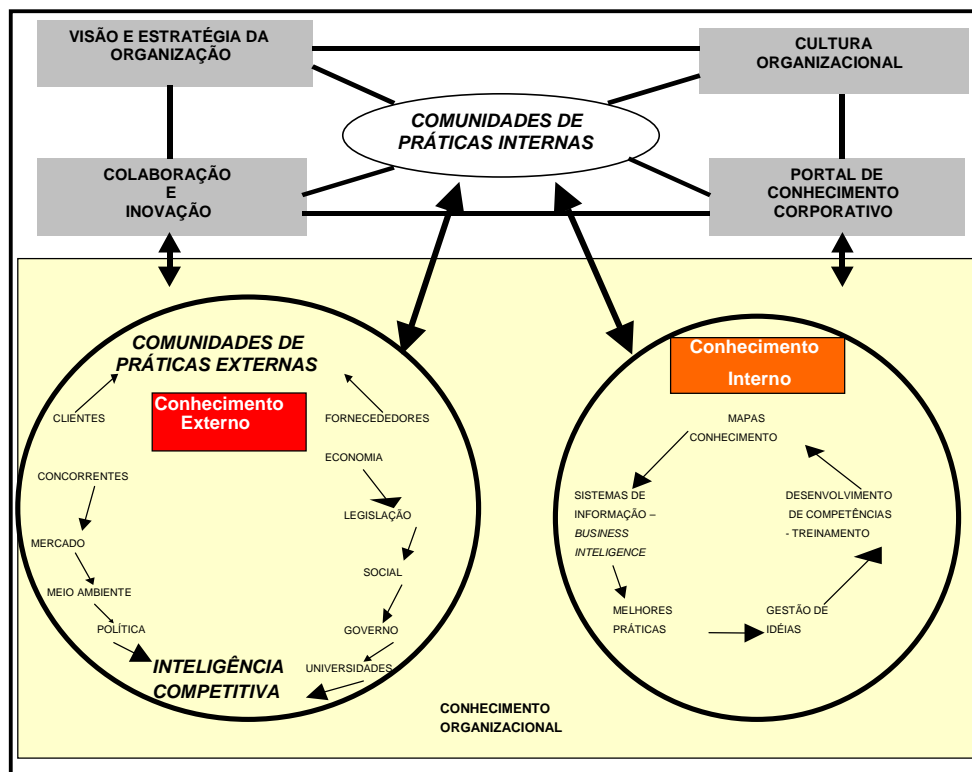 VISÃO E ESTRATÉGIA DA
ORGANIZAÇÃO
CULTURA
ORGANIZACIONAL
COMUNIDADES DE
PRÁTICAS INTERNAS
COLABORAÇÃO
E
INOVAÇÃO
PORTAL DE
CONHECIMENTO
CORPORATIVO
COMUNIDADES DE
PRÁTICAS EXTERNAS
Conhecimento
Externo
CLIENTES
FORNECEDEDORES
CONCORRENTES
ECONOMIA
LEGISLAÇÃO
MERCADO
SOCIAL
MEIO AMBIENTE
POLÍTICA
GOVERNO
UNIVERSIDADES
INTELIGÊNCIA
COMPETITIVA
Conhecimento
Interno
MAPAS
CONHECIMENTO
SISTEMAS DE
INFORMAÇÃO –
BUSINESS
INTELIGENCE
DESENVOLVIMENTO
DE COMPETÊNCIAS
- TREINAMENTO
MELHORES
PRÁTICAS
GESTÃO DE
IDÉIAS
CONHECIMENTO
ORGANIZACIONAL